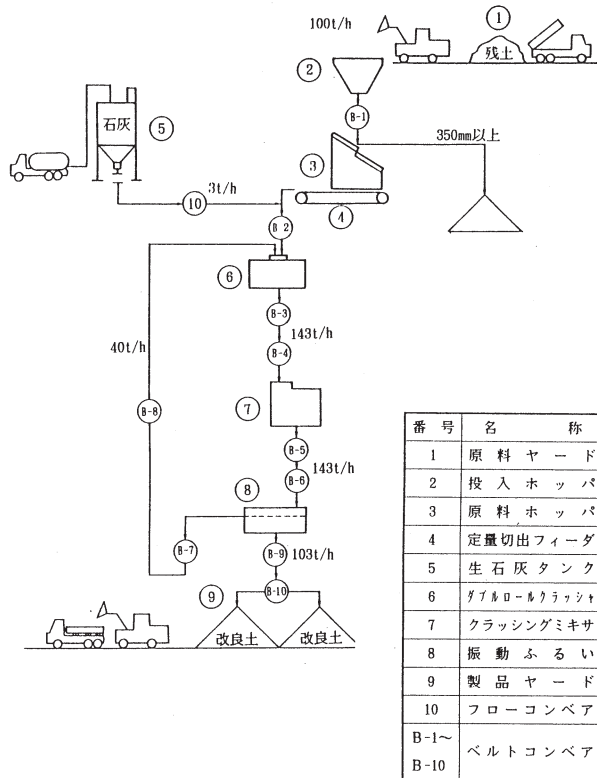 100t/h
①
残土
②
B-1
350mm以上
石灰
⑤
③
3t/h
⑩
④
B 2
⑥
B-3
143t/h
B-4
40t/h
B-8
⑦
B-5
143t/h
B-6
⑧
B-7
B-9
103t/h
B-10
⑨
改良土
改良土
番号 名称
1 原料ヤード
2 投入ホッパ
3 原料ホッパ
4 定量切出フィーダ
5 生石灰タンク
6 ダブルロールクラッシャ
7 クラッシングミキサ
8 振動ふるい
9 製品ヤード
10 フローコンベア
B-1～
B-10
ベルトコンベア